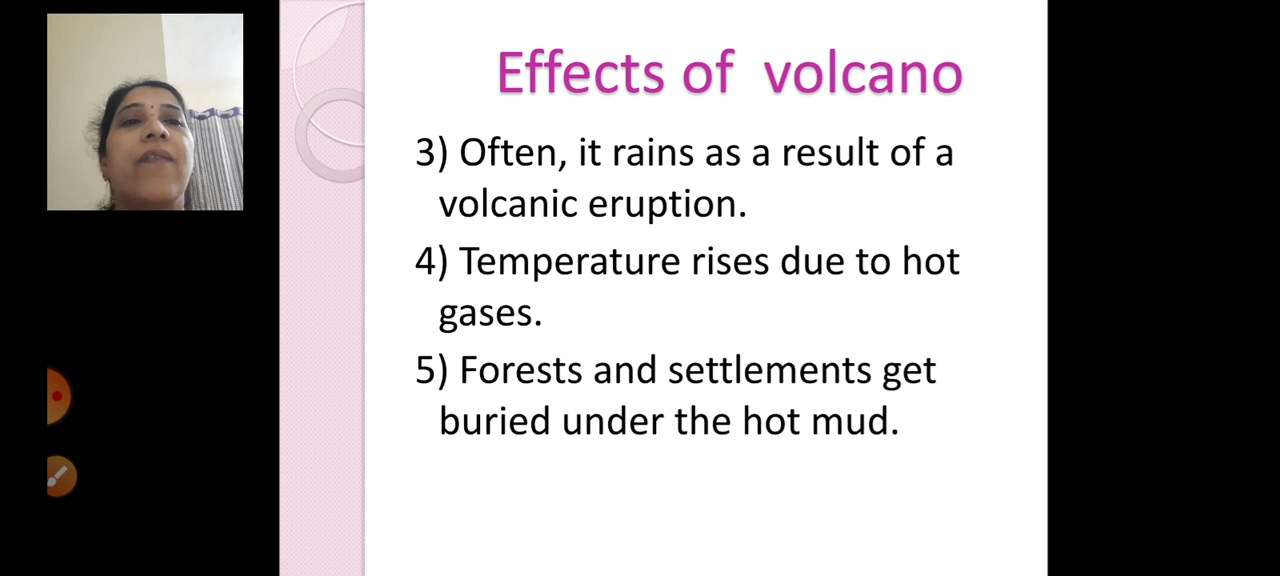 Effects of volcano
3) Often, it rains as a result of a
volcanic eruption.
4) Temperature rises due to hot
gases.
5) Forests and settlements get
buried under the hot mud.